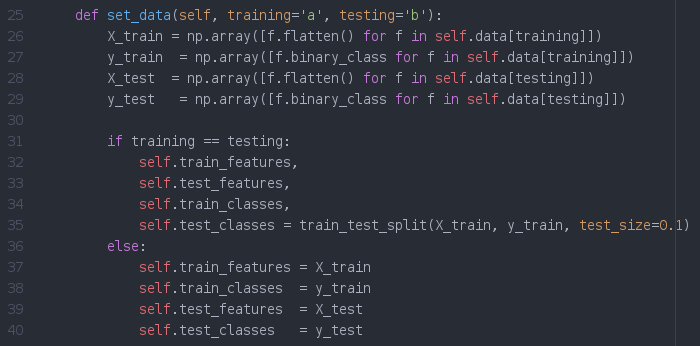 25 def set_data(self, training='a', testing='b'):
26 X_train = np.array([f.flatten() for f in self.data[training]])
27 y_train  = np.array([f.binary_class for f in self.data[training]])
28 X_test  = np.array([f.flatten() for f in self.data[testing]])
29 y_test   = np.array([f.binary_class for f in self.data[testing]])
30
31 if training == testing:
32 self.train_features,
33 self.test_features,
34 self.train_classes,
35 self.test_classes = train_test_split(X_train, y_train, test_size=0.1)
36 else:
37 self.train_features = X_train
38 self.train_classes  = y_train
39 self.test_features  = X_test
40 self.test_classes   = y_test